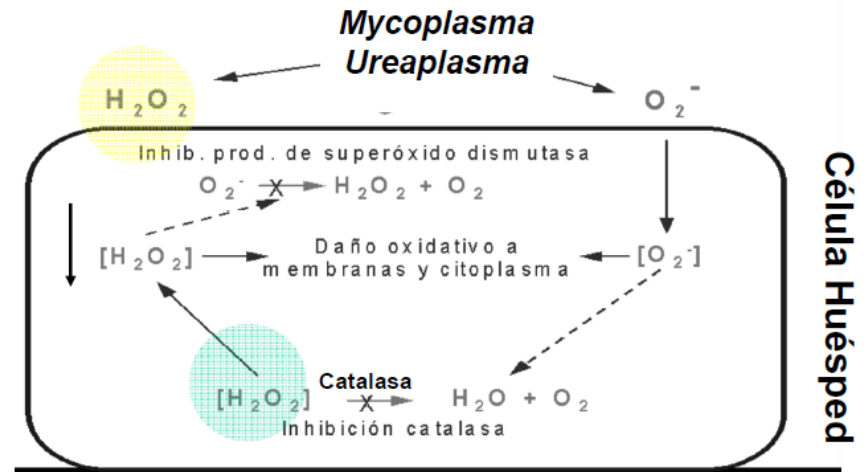 Mycoplasma
Ureaplasma
H2O2
O2-
Inhib. prod. de superóxido dismutasa
O2- X H2O2 + O2
[H2O2]
Daño oxidativo a
membranas y citoplasma
[O2-]
[H2O2]
Catalasa
X
H2O + O2
Inhibición catalasa
Célula Huésped